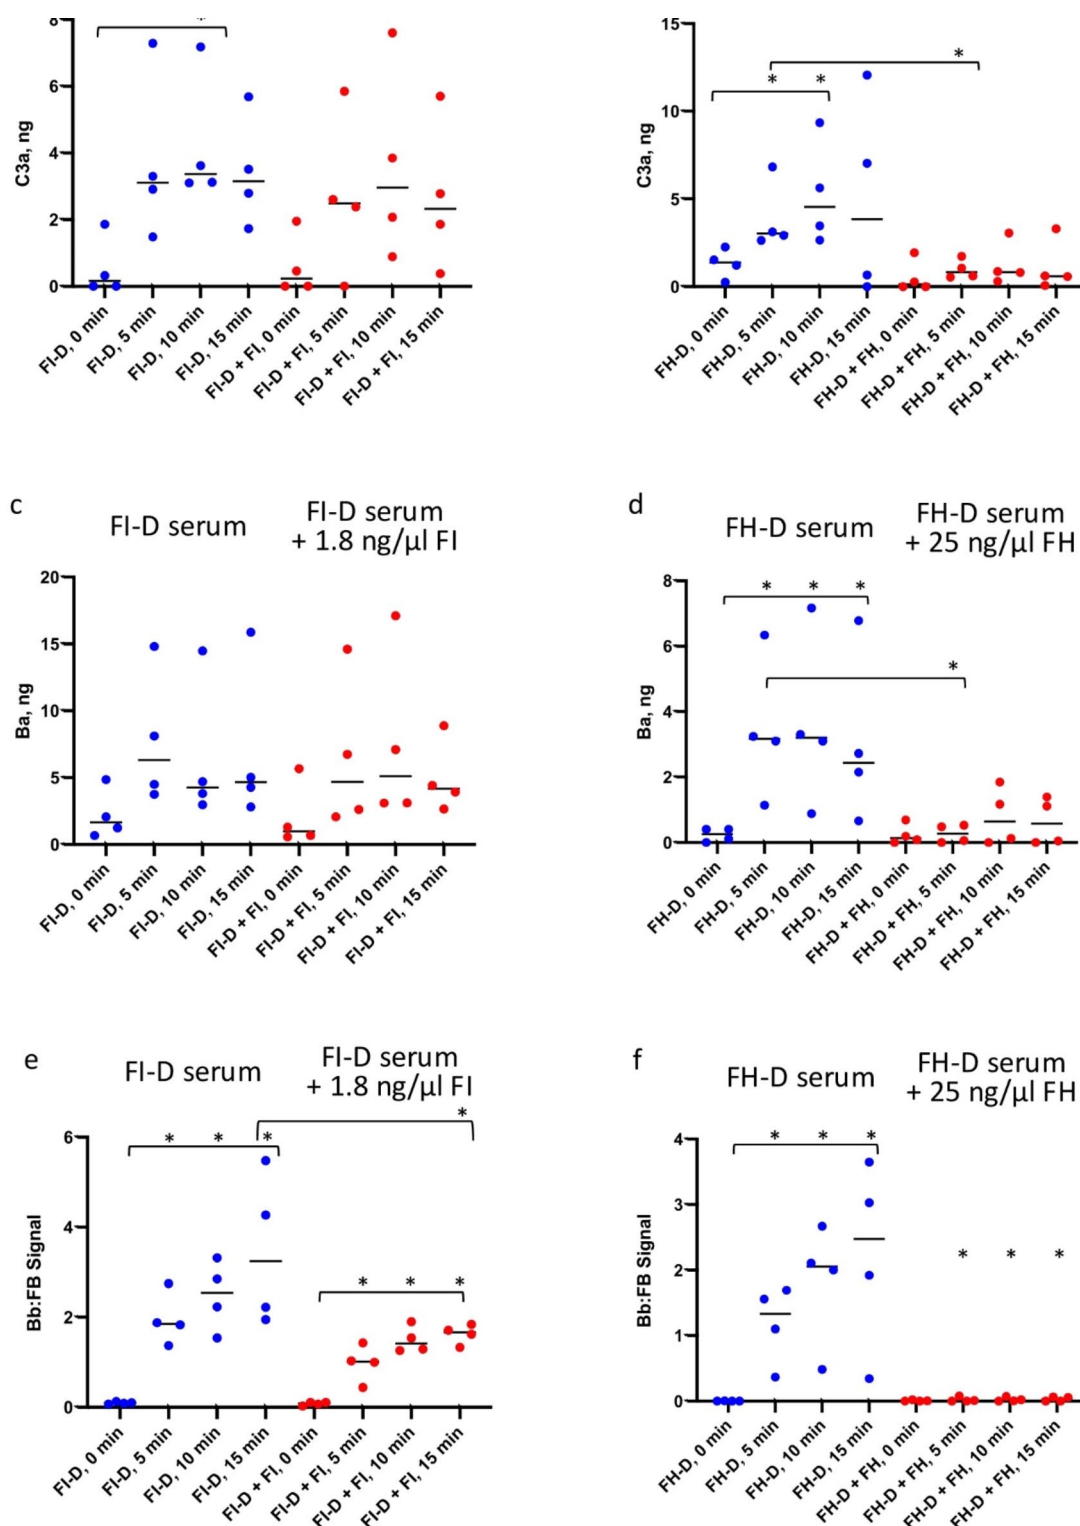 8
*
6
4
2
0
C3a, ng
FI-D, 0 min
FI-D, 5 min
FI-D, 10 min
FI-D, 15 min
FI-D + FI, 0 min
FI-D + FI, 5 min
FI-D + FI, 10 min
FI-D + FI, 15 min
15
10
5
0
C3a, ng
*
* *
FH-D, 0 min
FH-D, 5 min
FH-D, 10 min
FH-D, 15 min
FH-D + FH, 0 min
FH-D + FH, 5 min
FH-D + FH, 10 min
FH-D + FH, 15 min
c
FI-D serum
FI-D serum
+ 1.8 ng/µl FI
20
15
10
5
0
Ba, ng
FI-D, 0 min
FI-D, 5 min
FI-D, 10 min
FI-D, 15 min
FI-D + FI, 0 min
FI-D + FI, 5 min
FI-D + FI, 10 min
FI-D + FI, 15 min
d
FH-D serum
FH-D serum
+ 25 ng/µl FH
8
6
4
2
0
Ba, ng
* * *
*
FH-D, 0 min
FH-D, 5 min
FH-D, 10 min
FH-D, 15 min
FH-D + FH, 0 min
FH-D + FH, 5 min
FH-D + FH, 10 min
FH-D + FH, 15 min
e
FI-D serum
FI-D serum
+ 1.8 ng/µl FI
6
4
2
0
Bb:FB Signal
*
* * *
* * *
FI-D, 0 min
FI-D, 5 min
FI-D, 10 min
FI-D, 15 min
FI-D + FI, 0 min
FI-D + FI, 5 min
FI-D + FI, 10 min
FI-D + FI, 15 min
f
FH-D serum
FH-D serum
+ 25 ng/µl FH
4
3
2
1
0
Bb:FB Signal
* * *
* * *
FH-D, 0 min
FH-D, 5 min
FH-D, 10 min
FH-D, 15 min
FH-D + FH, 0 min
FH-D + FH, 5 min
FH-D + FH, 10 min
FH-D + FH, 15 min